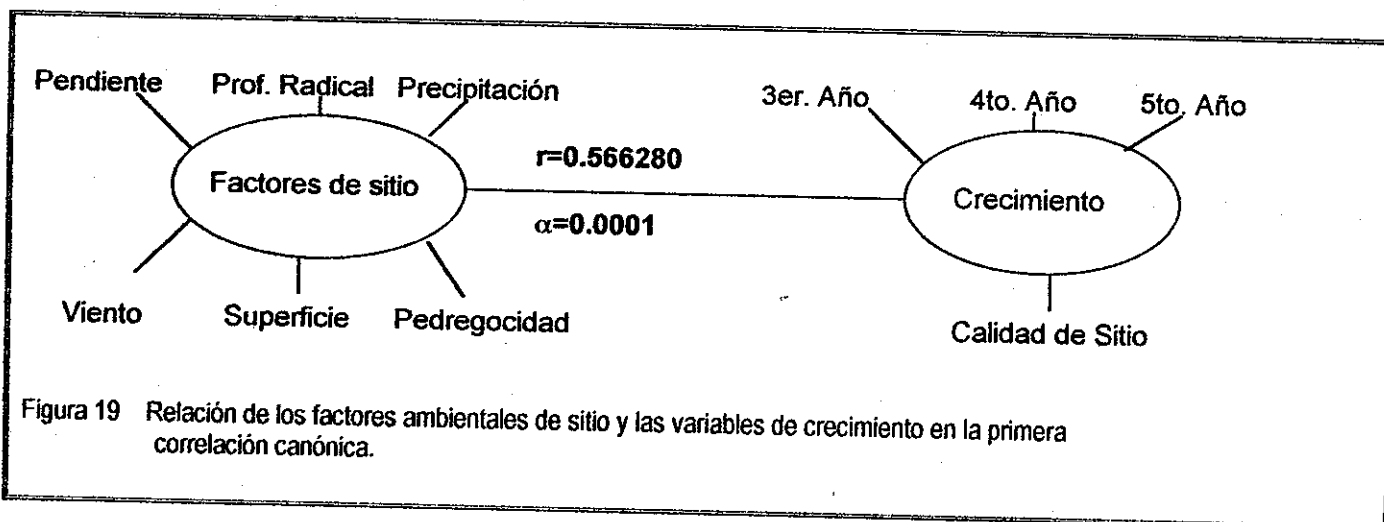 Pendiente Prof. Radical Precipitación
3er. Año 4to. Año 5to. Año
r=0.566280
Factores de sitio
Crecimiento
α=0.0001
Viento Superficie Pedregocidad
Calidad de Sitio
Figura 19 Relación de los factores ambientales de sitio y las variables de crecimiento en la primera
correlación canónica.